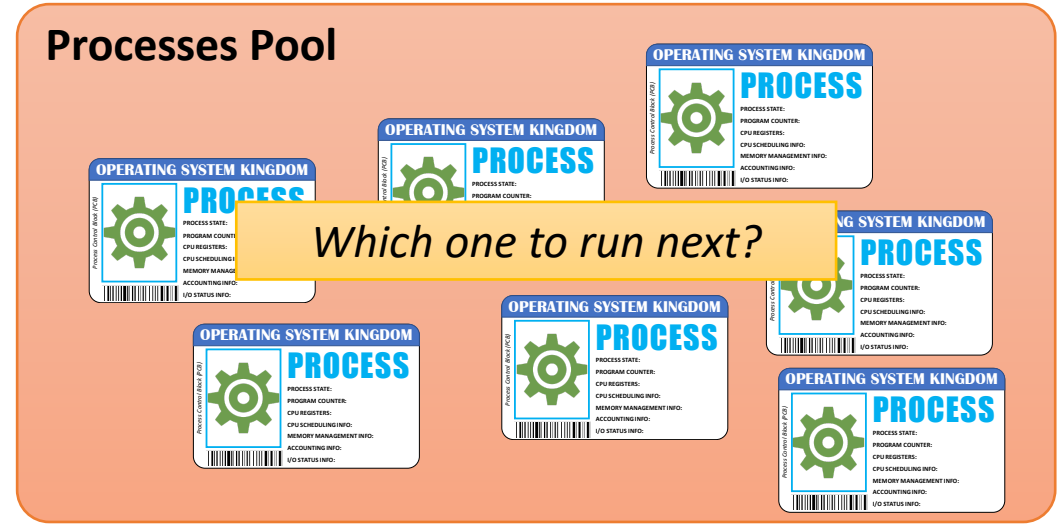 Processes Pool
OPERATING SYSTEM KINGDOM
Process Control Block (PCB)
PROCESS
PROCESS STATE:
PROGRAM COUNTER:
CPU REGISTERS:
CPU SCHEDULING INFO:
MEMORY MANAGEMENT INFO:
ACCOUNTING INFO:
I/O STATUS INFO:
OPERATING SYSTEM KINGDOM
Block (PCB)
PROCESS
PROCESS STATE:
PROGRAM COUNTER:
OPERATING SYSTEM KINGDOM
Process Control Block (PCB)
PROCESS
PROCESS STATE:
PROGRAM
CPU REGISTERS:
CPU SCHEDULING
MEMORY
ACCOUNTING INFO:
I/O STATUS INFO:
Which one to run next?
SYSTEM KINGDOM
Process
PROCESS
PROCESS STATE:
PROGRAM COUNTER:
CPU REGISTERS:
CPU SCHEDULING INFO:
MEMORY MANAGEMENT INFO:
ACCOUNTING INFO:
I/O STATUS INFO:
OPERATING SYSTEM KINGDOM
Process Control Block (PCB)
PROCESS
PROCESS STATE:
PROGRAM COUNTER:
CPU REGISTERS:
CPU SCHEDULING INFO:
MEMORY MANAGEMENT INFO:
ACCOUNTING INFO:
I/O STATUS INFO:
OPERATING SYSTEM KINGDOM
Process Control Block (PCB)
PROCESS
PROCESS STATE:
PROGRAM COUNTER:
CPU REGISTERS:
CPU SCHEDULING INFO:
MEMORY MANAGEMENT INFO:
ACCOUNTING INFO:
I/O STATUS INFO:
OPERATING SYSTEM KINGDOM
Process Control Block (PCB)
PROCESS
PROCESS STATE:
PROGRAM COUNTER:
CPU REGISTERS:
CPU SCHEDULING INFO:
MEMORY MANAGEMENT INFO:
ACCOUNTING INFO:
I/O STATUS INFO: